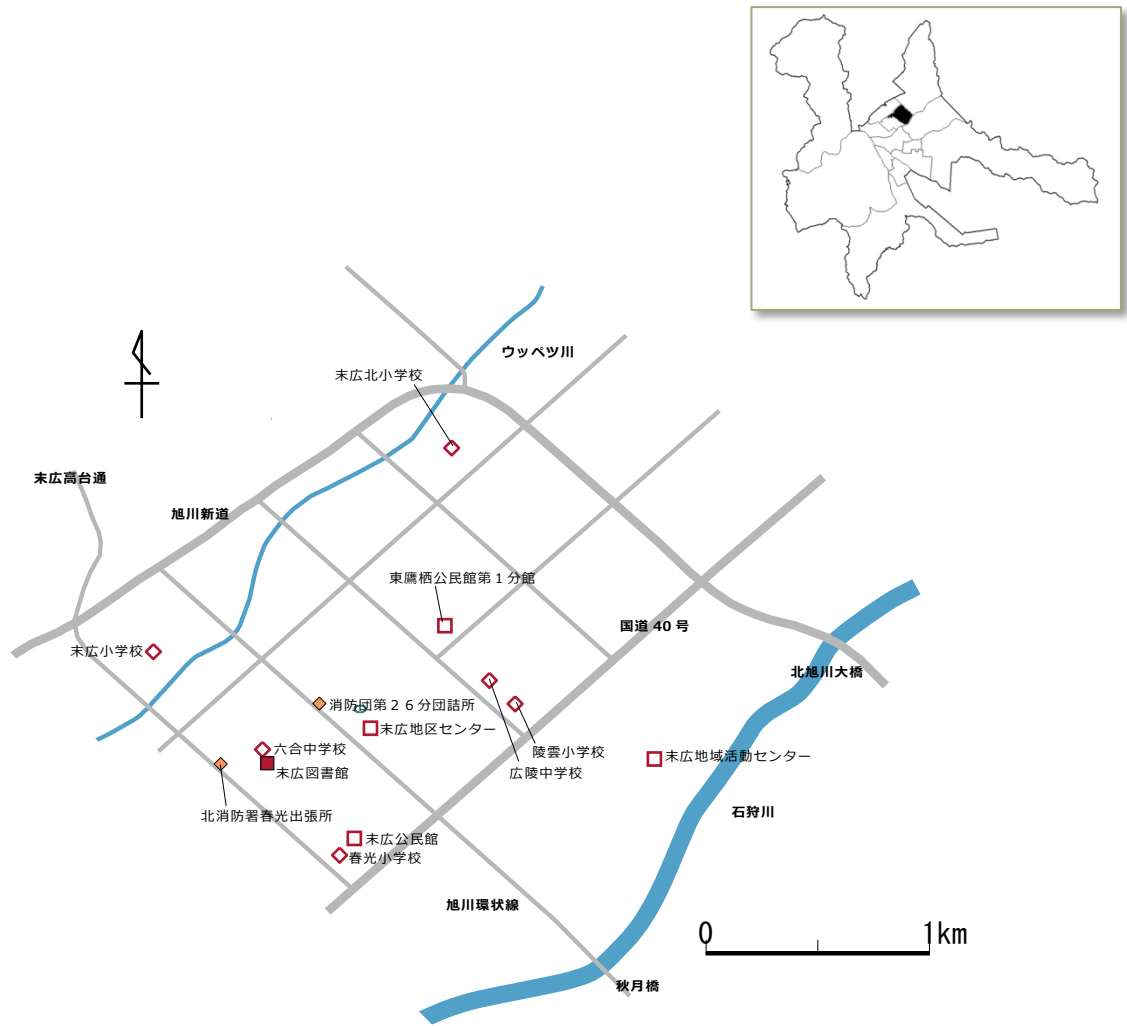 ウッペツ川
末広北小学校
末広高台通
旭川新道
東鷹栖公民館第１分館
国道 40 号
末広小学校
北旭川大橋
消防団第２６分団詰所
末広地区センター
六合中学校
陵雲小学校
末広地域活動センター
末広図書館
広陵中学校
北消防署春光出張所
石狩川
末広公民館
春光小学校
旭川環状線
0 1km
秋月橋